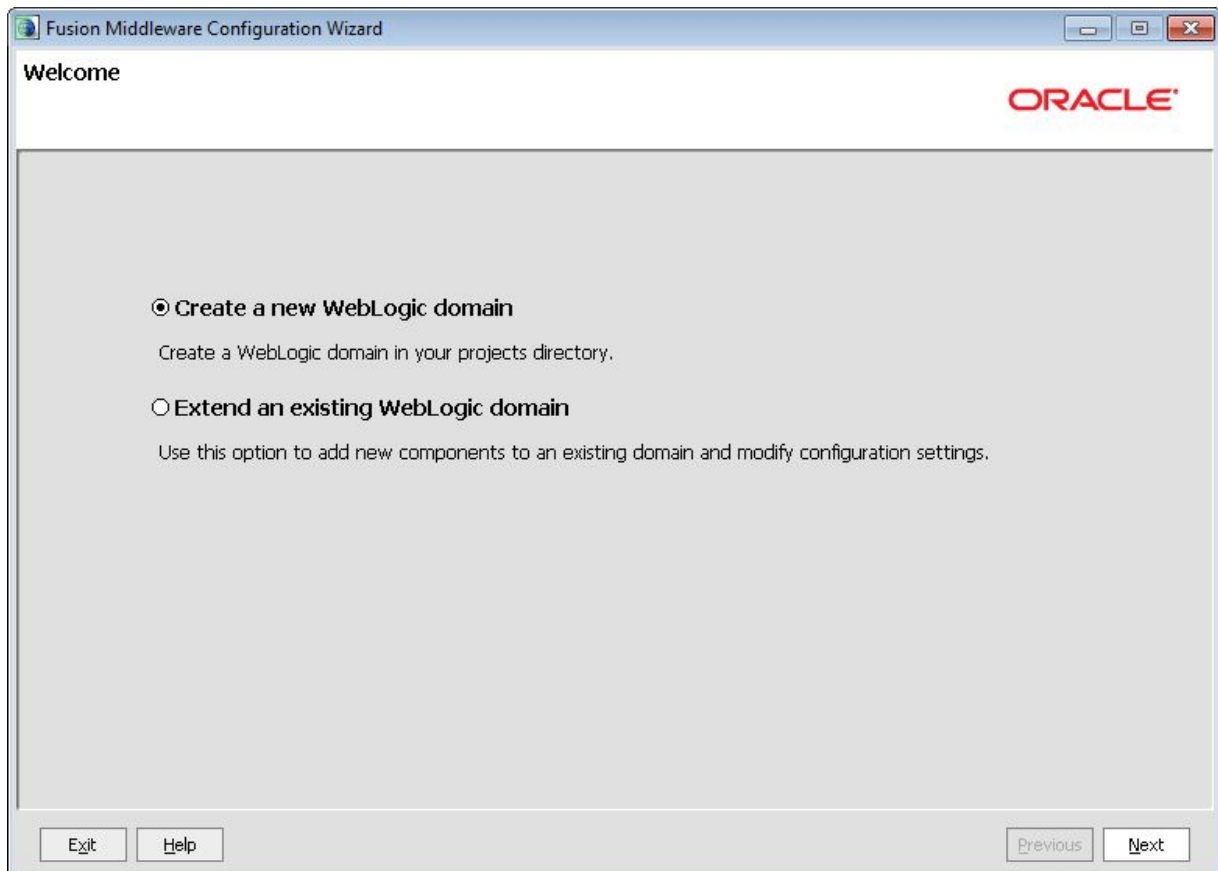 Fusion Middleware Configuration Wizard
Welcome
ORACLE
Create a new WebLogic domain
Create a WebLogic domain in your projects directory.
Extend an existing WebLogic domain
Use this option to add new components to an existing domain and modify configuration settings.
Exit Help Previous Next